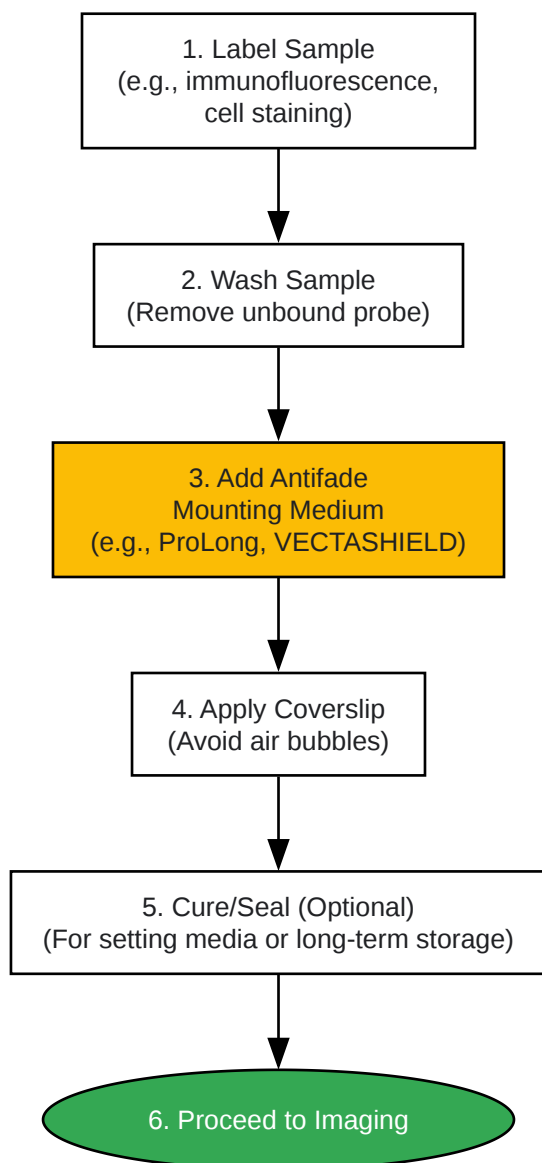 1. Label Sample
(e.g., immunofluorescence,
cell staining)
2. Wash Sample
(Remove unbound probe)
3. Add Antifade
Mounting Medium
(e.g., ProLong, VECTASHIELD)
4. Apply Coverslip
(Avoid air bubbles)
5. Cure/Seal (Optional)
(For setting media or long-term storage)
6. Proceed to Imaging